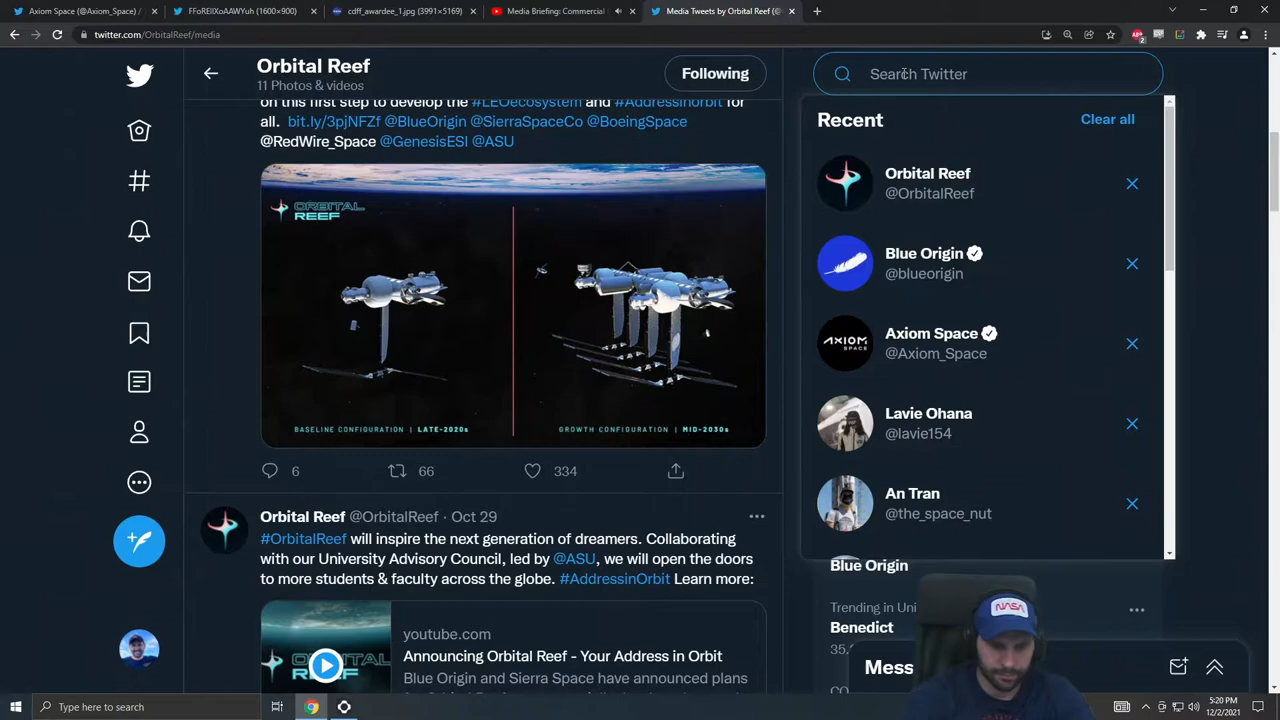 Axiom Space (@Axiom_Space) /
FFoRElIXoAAWYuh (1600×900)
cdff_awardee_1.jpg (3991×5169)
Media Briefing: Commercial
Media Tweets by Orbital Reef (@
twitter.com/OrbitalReef/media
Orbital Reef
11 Photos & videos
Following
Search Twitter
on this first step to develop the #LEOecosystem and #Addressinorbit for
all. bit.ly/3pjNFZf @BlueOrigin @SierraSpaceCo @BoeingSpace
@RedWire_Space @GenesisESI @ASU
ORBITAL
REEF
BASELINE CONFIGURATION | LATE-2020s
GROWTH CONFIGURATION | MID-2030s
6
66
334
Orbital Reef @OrbitalReef · Oct 29
#OrbitalReef will inspire the next generation of dreamers. Collaborating
with our University Advisory Council, led by @ASU, we will open the doors
to more students & faculty across the globe. #AddressinOrbit Learn more:
ORBITAL
REEF
youtube.com
Announcing Orbital Reef - Your Address in Orbit
Blue Origin and Sierra Space have announced plans
Recent
Clear all
Orbital Reef
@OrbitalReef
Blue Origin
@blueorigin
Axiom Space
@Axiom_Space
AXIOM
SPACE
Lavie Ohana
@lavie154
An Tran
@the_space_nut
Blue Origin
Trending in Uni
Benedict
35.
Mess
NASA
Type here to search
5:20 PM
12/2/2021